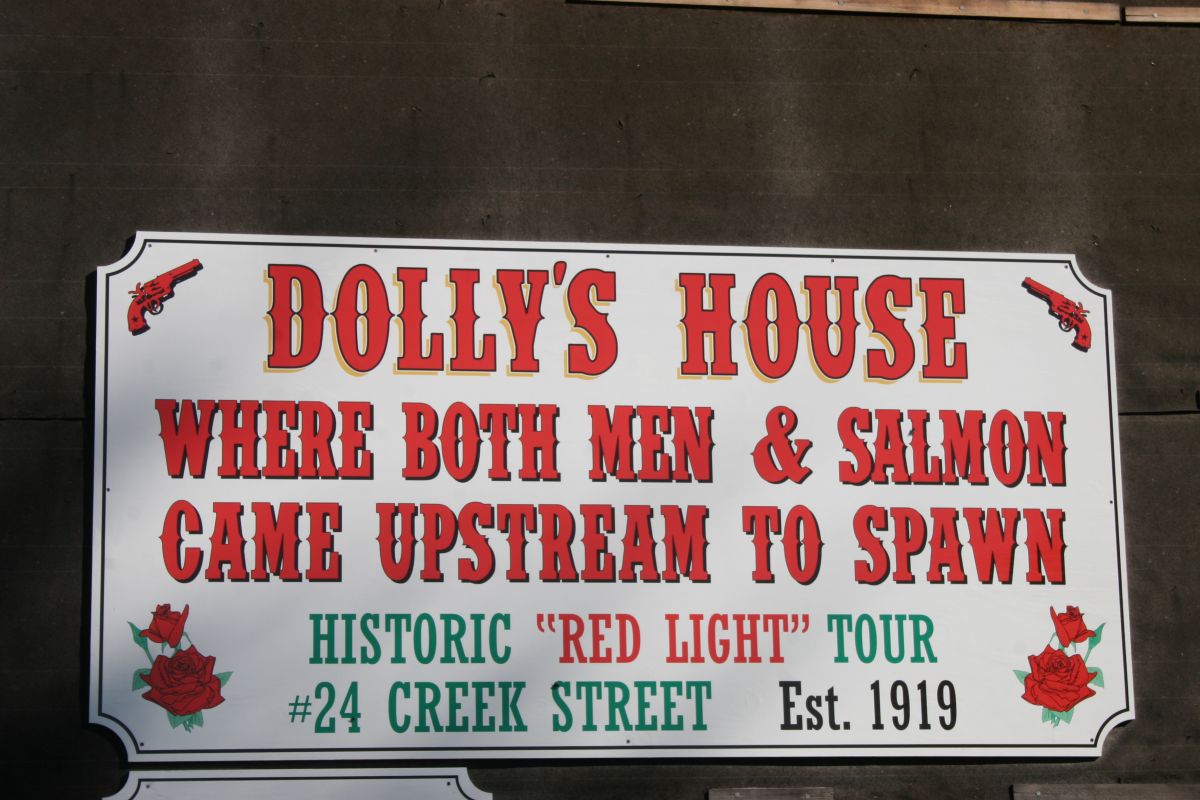 DOLLY'S HOUSE
WHERE BOTH MEN & SALMON
CAME UPSTREAM TO SPAWN
HISTORIC "RED LIGHT" TOUR
#24 CREEK STREET Est. 1919